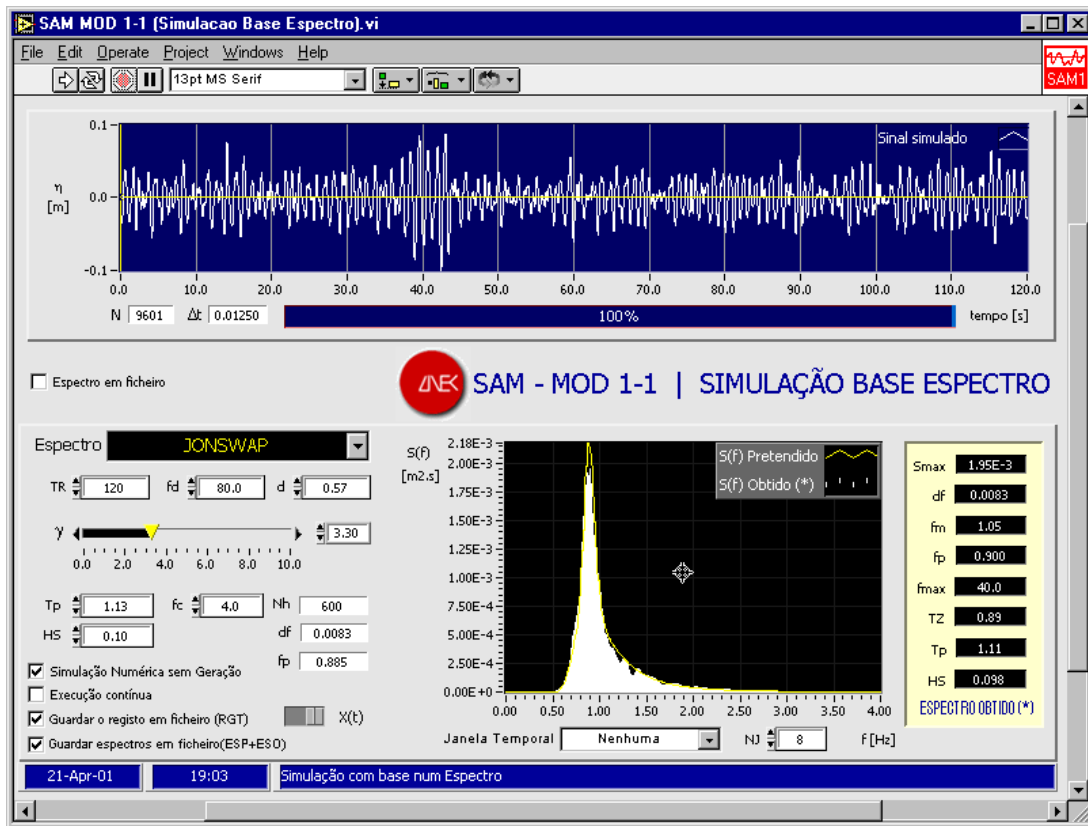 SAM MOD 1-1 (Simulacao Base Espectro).vi
File Edit Operate Project Windows Help
13pt MS Serif
SAM1
0.1
Sinal simulado
η
[m]
0.0
-0.1
0.0 10.0 20.0 30.0 40.0 50.0 60.0 70.0 80.0 90.0 100.0 110.0 120.0
N 9601 Δt 0.01250 100% tempo [s]
Espectro em ficheiro
LNEC SAM - MOD 1-1 | SIMULAÇÃO BASE ESPECTRO
Espectro JONSWAP
TR 120 fd 80.0 d 0.57
γ 3.30
0.0 2.0 4.0 6.0 8.0 10.0
Tp 1.13 fc 4.0 Nh 600
HS 0.10 df 0.0083
fp 0.885
Simulação Numérica sem Geração
Execução contínua
Guardar o registo em ficheiro (RGT) X(t)
Guardar espectros em ficheiro(ESP+ESO)
S(f)
[m2.s]
2.18E-3
2.00E-3
1.75E-3
1.50E-3
1.25E-3
1.00E-3
7.50E-4
5.00E-4
2.50E-4
0.00E+0
S(f) Pretendido
S(f) Obtido (*)
0.00 0.50 1.00 1.50 2.00 2.50 3.00 3.50 4.00
Janela Temporal Nenhuma NJ 8 f[Hz]
Smax 1.95E-3
df 0.0083
fm 1.05
fp 0.900
fmax 40.0
TZ 0.89
Tp 1.11
HS 0.098
ESPECTRO OBTIDO (*)
21-Apr-01 19:03 Simulação com base num Espectro